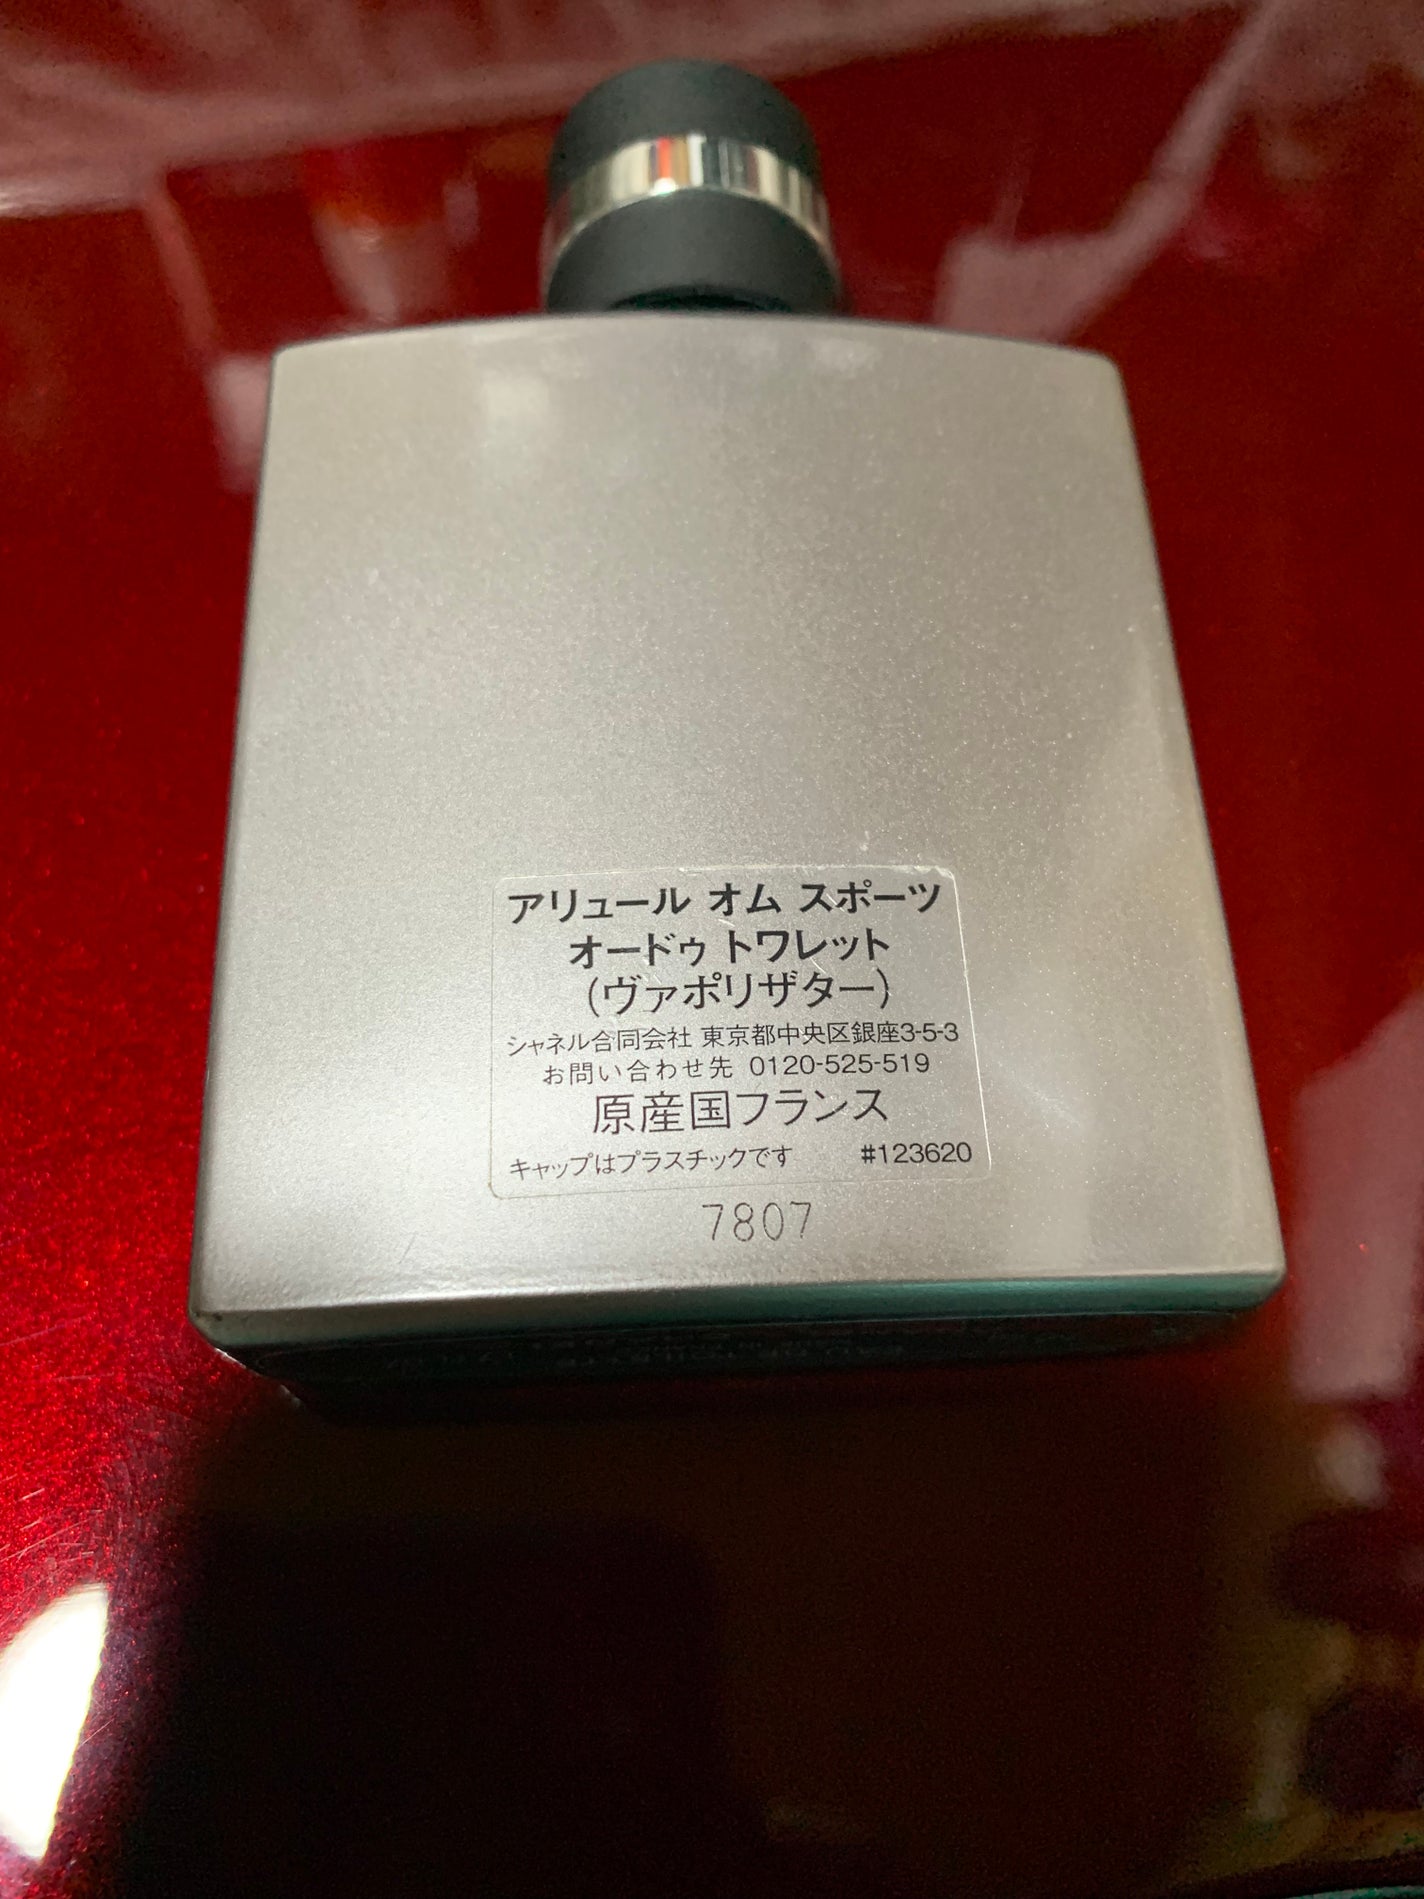 アリュール オム スポーツ
オードゥ トワレット
(ヴァポリザター)
シャネル合同会社 東京都中央区銀座3-5-3
お問い合わせ先 0120-525-519
原産国フランス
キャップはプラスチックです #123620
7807